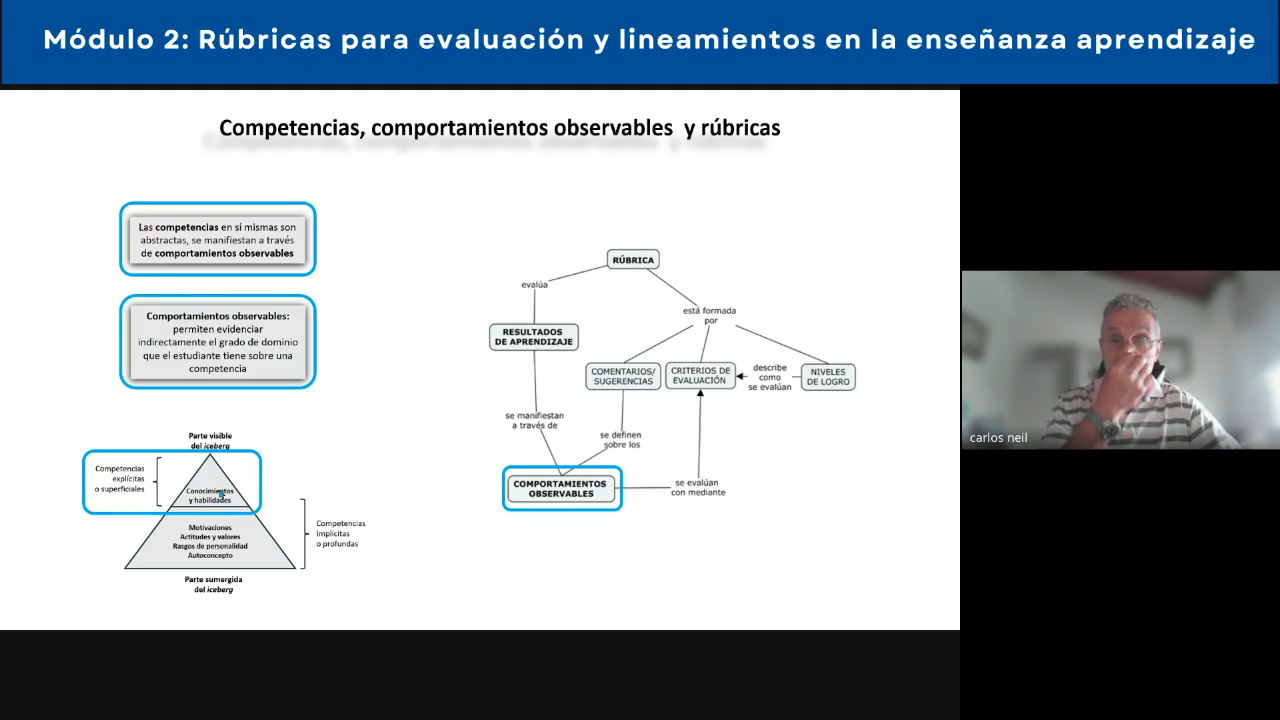 Módulo 2: Rúbricas para evaluación y lineamientos en la enseñanza aprendizaje
Competencias, comportamientos observables y rúbricas
Las competencias en sí mismas son
abstractas, se manifiestan a través
de comportamientos observables
Comportamientos observables:
permiten evidenciar
indirectamente el grado de dominio
que el estudiante tiene sobre una
competencia
Parte visible
del iceberg
Competencias
explícitas
o superficiales
Conocimientos
y habilidades
Motivaciones
Actitudes y valores
Rasgos de personalidad
Autoconcepto
Competencias
Implícitas
o profundas
Parte sumergida
del iceberg
RÚBRICA
evalúa
está formada
por
RESULTADOS
DE APRENDIZAJE
COMENTARIOS/
SUGERENCIAS
CRITERIOS DE
EVALUACIÓN
describe
como
se evalúan
NIVELES
DE LOGRO
se manifiestan
a través de
se definen
sobre los
COMPORTAMIENTOS
OBSERVABLES
se evalúan
con mediante
carlos neil